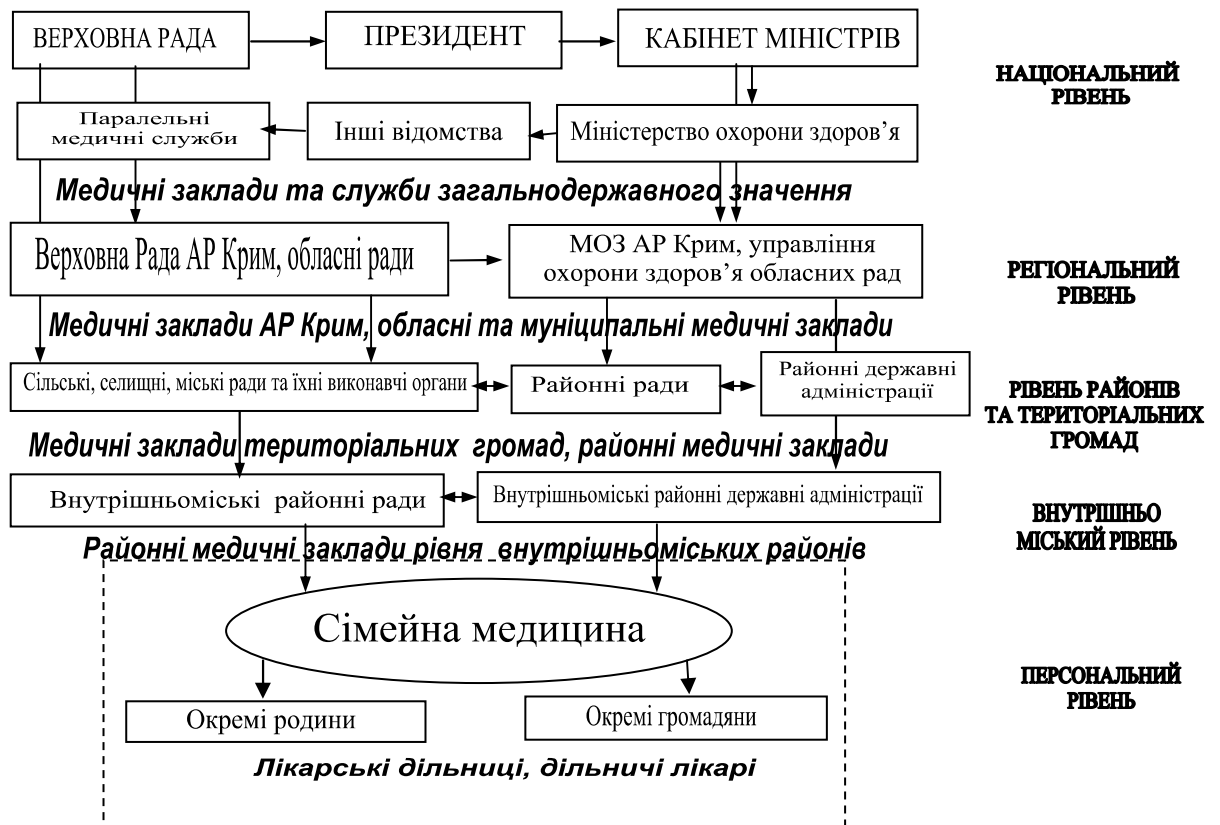 ВЕРХОВНА РАДА
ПРЕЗИДЕНТ
КАБІНЕТ МІНІСТРІВ
НАЦІОНАЛЬНИЙ
РІВЕНЬ
Паралельні
медичні служби
Інші відомства
Міністерство охорони здоров’я
Медичні заклади та служби загальнодержавного значення
Верховна Рада АР Крим, обласні ради
МОЗ АР Крим, управління
охорони здоров’я обласних рад
РЕГІОНАЛЬНИЙ
РІВЕНЬ
Медичні заклади АР Крим, обласні та муніципальні медичні заклади
Сільські, селищні, міські ради та їхні виконавчі органи
Районні ради
Районні державні
адміністрації
РІВЕНЬ РАЙОНІВ
ТА ТЕРИТОРІАЛЬНИХ
ГРОМАД
Медичні заклади територіальних громад, районні медичні заклади
Внутрішньоміські районні ради
Внутрішньоміські районні державні адміністрації
ВНУТРІШНЬО
МІСЬКИЙ РІВЕНЬ
Районні медичні заклади рівня внутрішньоміських районів
Сімейна медицина
ПЕРСОНАЛЬНИЙ
РІВЕНЬ
Окремі родини
Окремі громадяни
Лікарські дільниці, дільничі лікарі